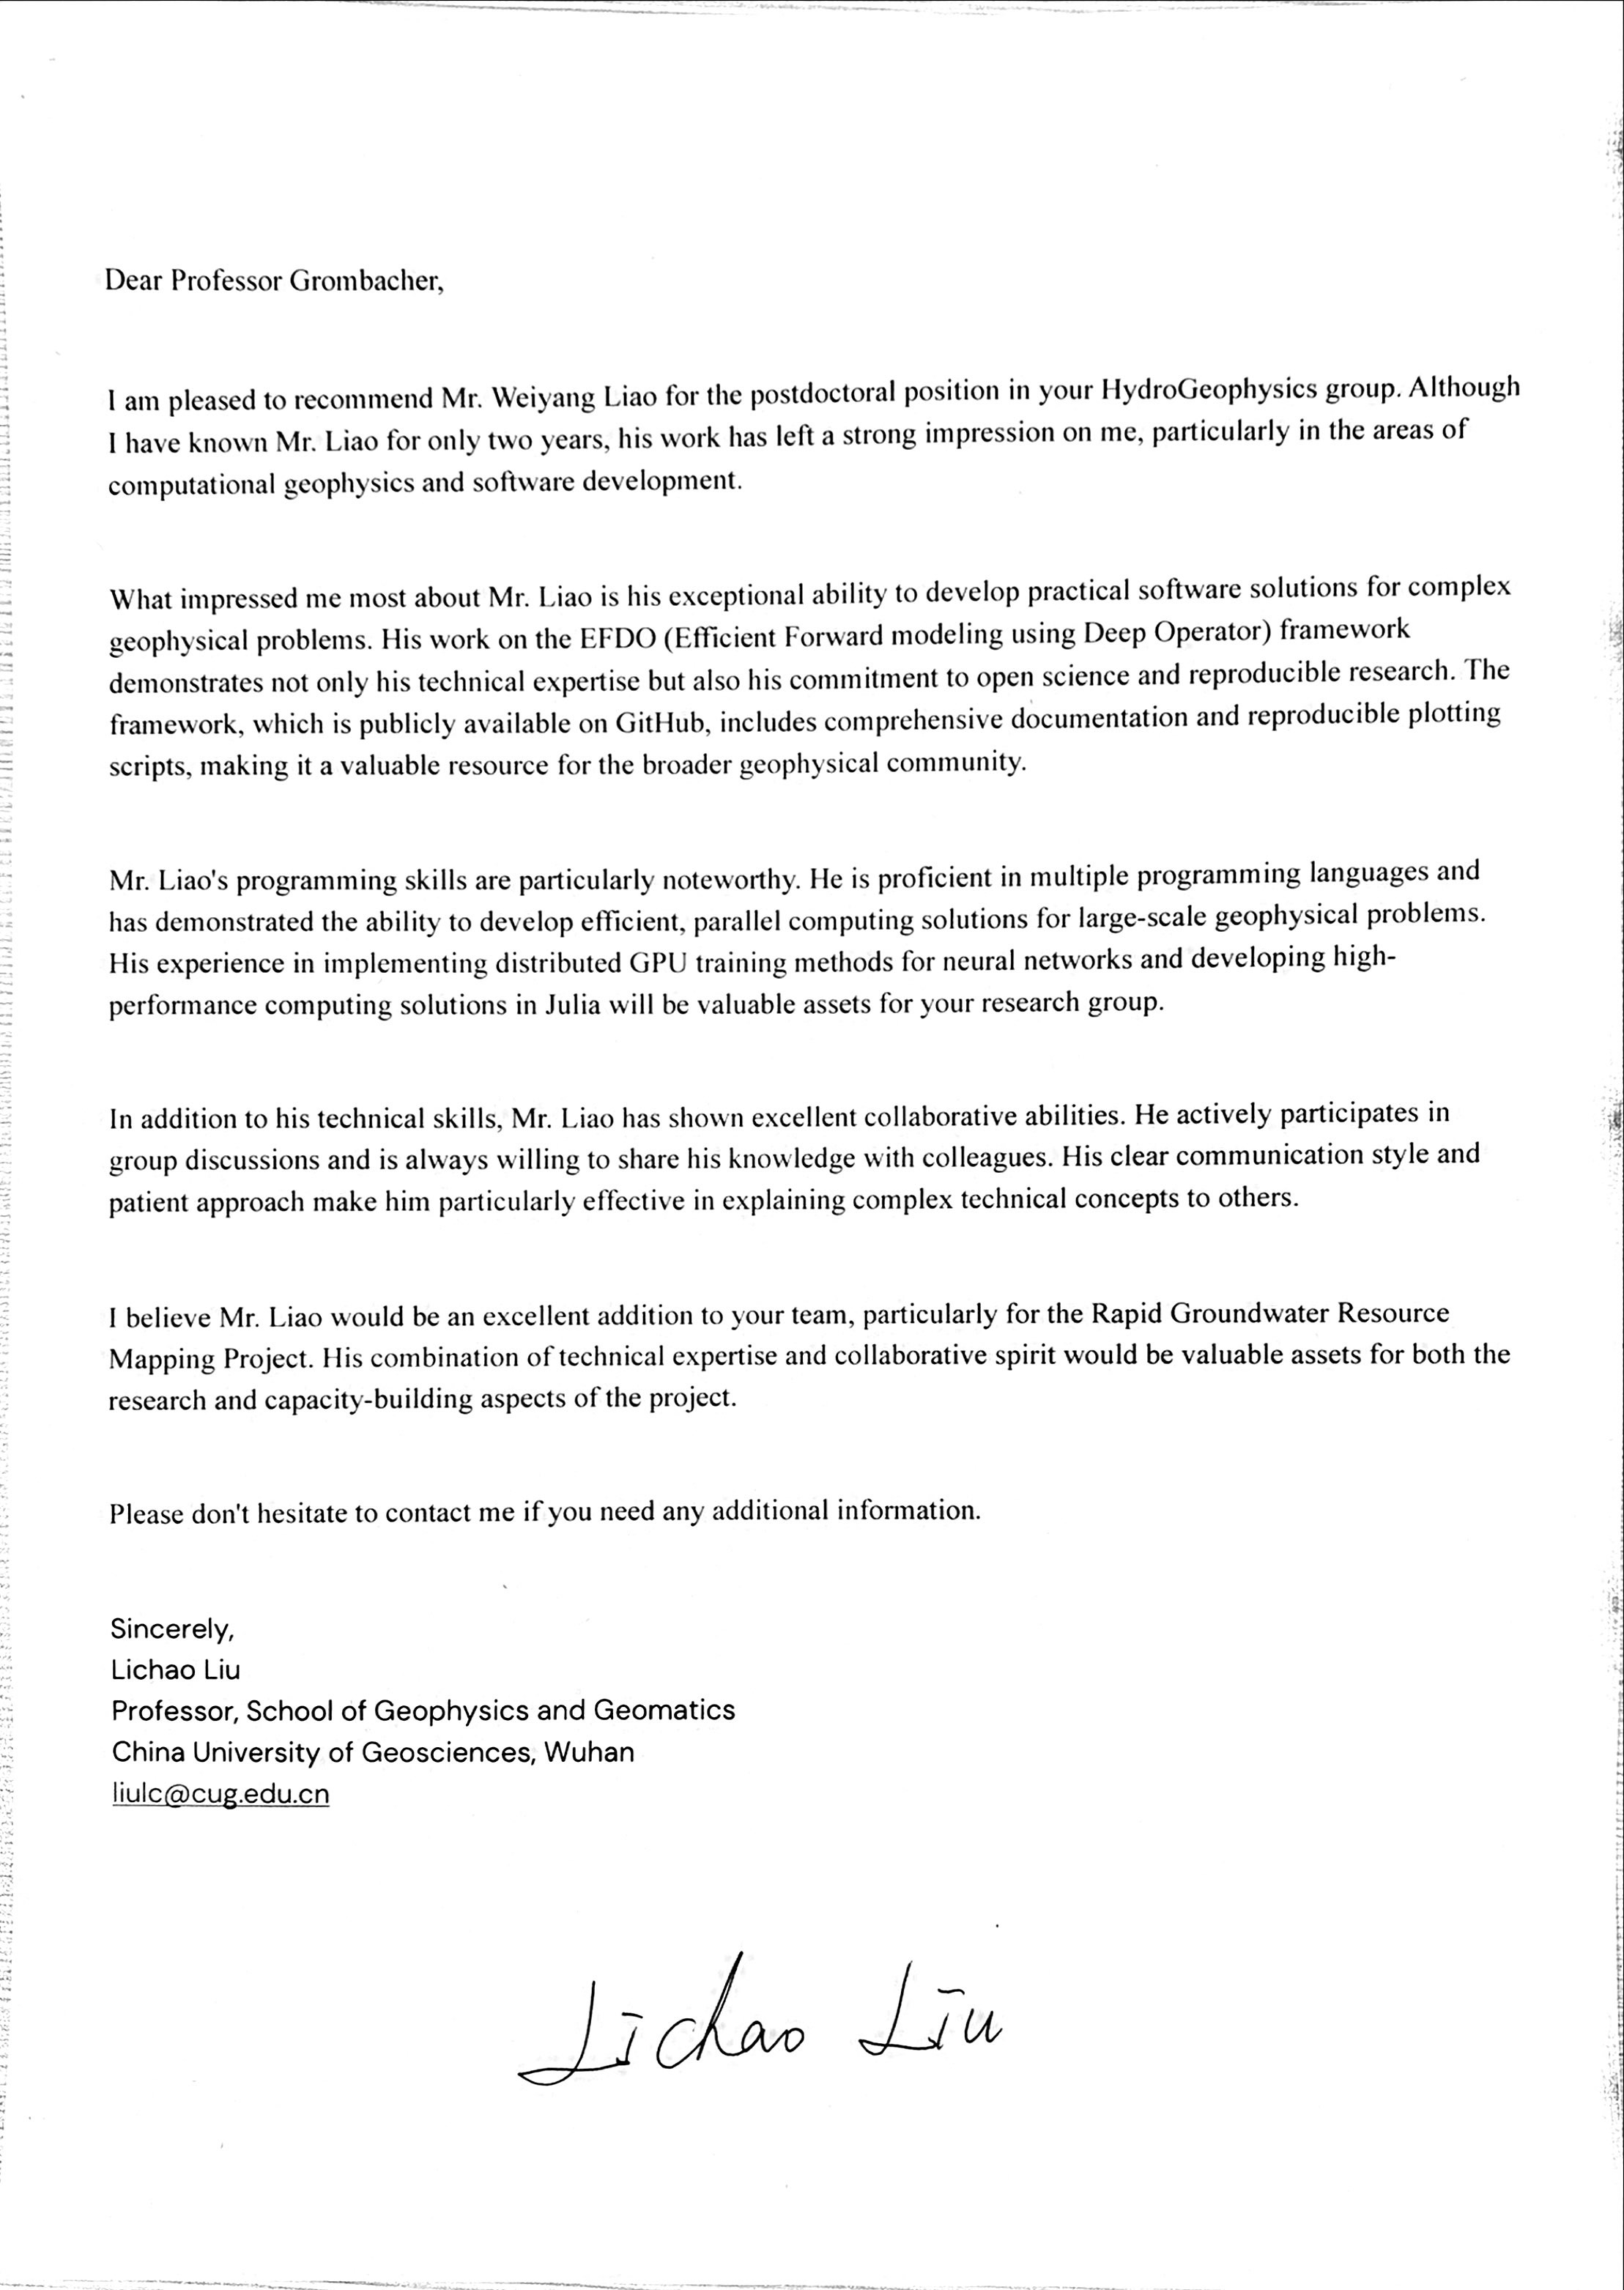 Dear Professor Grombacher,
I am pleased to recommend Mr. Weiyang Liao for the postdoctoral position in your HydroGeophysics group. Although
I have known Mr. Liao for only two years, his work has left a strong impression on me, particularly in the areas of
computational geophysics and software development.
What impressed me most about Mr. Liao is his exceptional ability to develop practical software solutions for complex
geophysical problems. His work on the EFDO (Efficient Forward modeling using Deep Operator) framework
demonstrates not only his technical expertise but also his commitment to open science and reproducible research. The
framework, which is publicly available on GitHub, includes comprehensive documentation and reproducible plotting
scripts, making it a valuable resource for the broader geophysical community.
Mr. Liao's programming skills are particularly noteworthy. He is proficient in multiple programming languages and
has demonstrated the ability to develop efficient, parallel computing solutions for large-scale geophysical problems.
His experience in implementing distributed GPU training methods for neural networks and developing high-
performance computing solutions in Julia will be valuable assets for your research group.
In addition to his technical skills, Mr. Liao has shown excellent collaborative abilities. He actively participates in
group discussions and is always willing to share his knowledge with colleagues. His clear communication style and
patient approach make him particularly effective in explaining complex technical concepts to others.
I believe Mr. Liao would be an excellent addition to your team, particularly for the Rapid Groundwater Resource
Mapping Project. His combination of technical expertise and collaborative spirit would be valuable assets for both the
research and capacity-building aspects of the project.
Please don't hesitate to contact me if you need any additional information.
Sincerely,
Lichao Liu
Professor, School of Geophysics and Geomatics
China University of Geosciences, Wuhan
liulc@cug.edu.cn
Lichao Liu